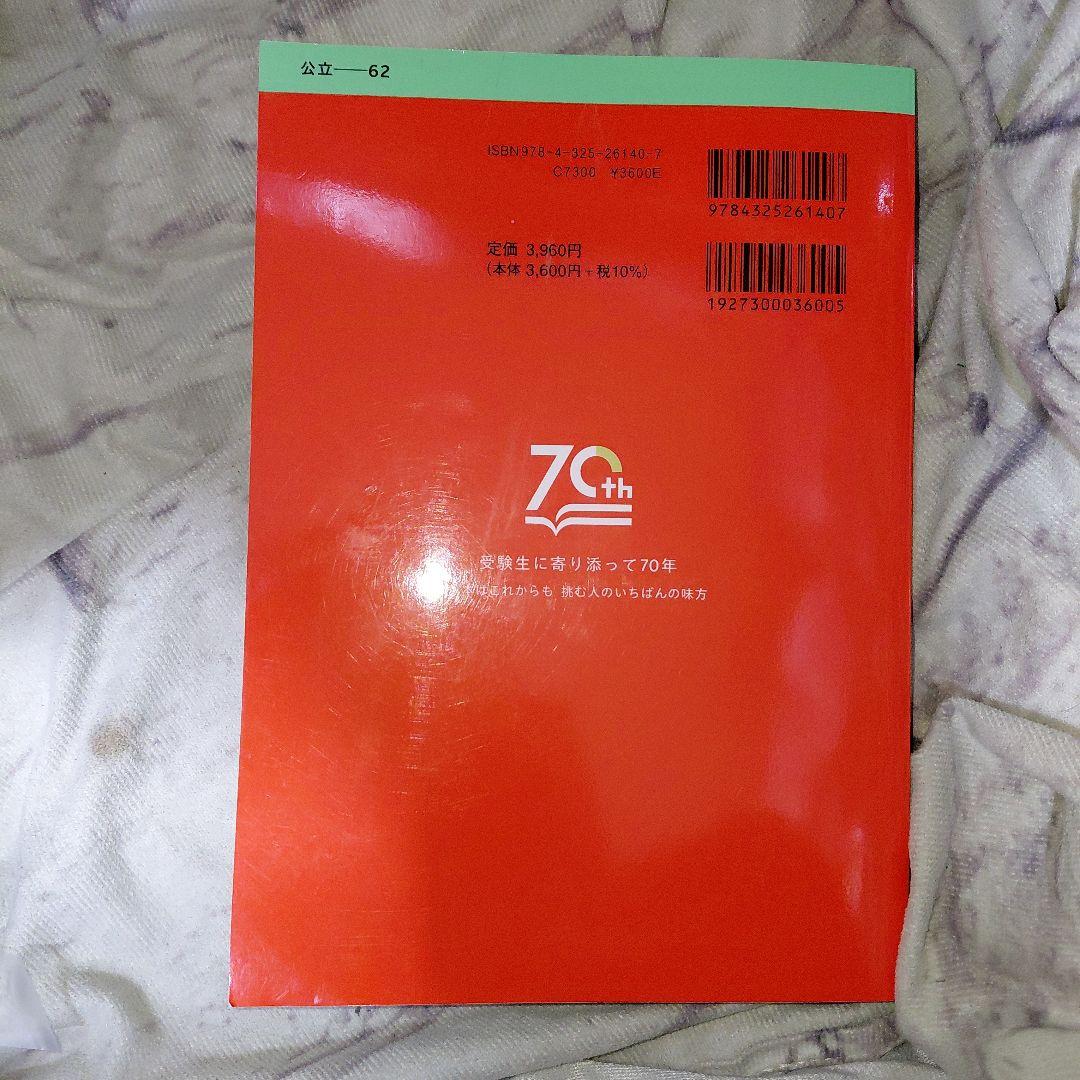 公立――62
ISBN978-4-325-26140-7
C7300 ¥3600E
9784325261407
定価 3,960円
(本体 3,600円+税10%)
1927300036005
70th
受験生に寄り添って70年
はこれからも 挑む人のいちばんの味方